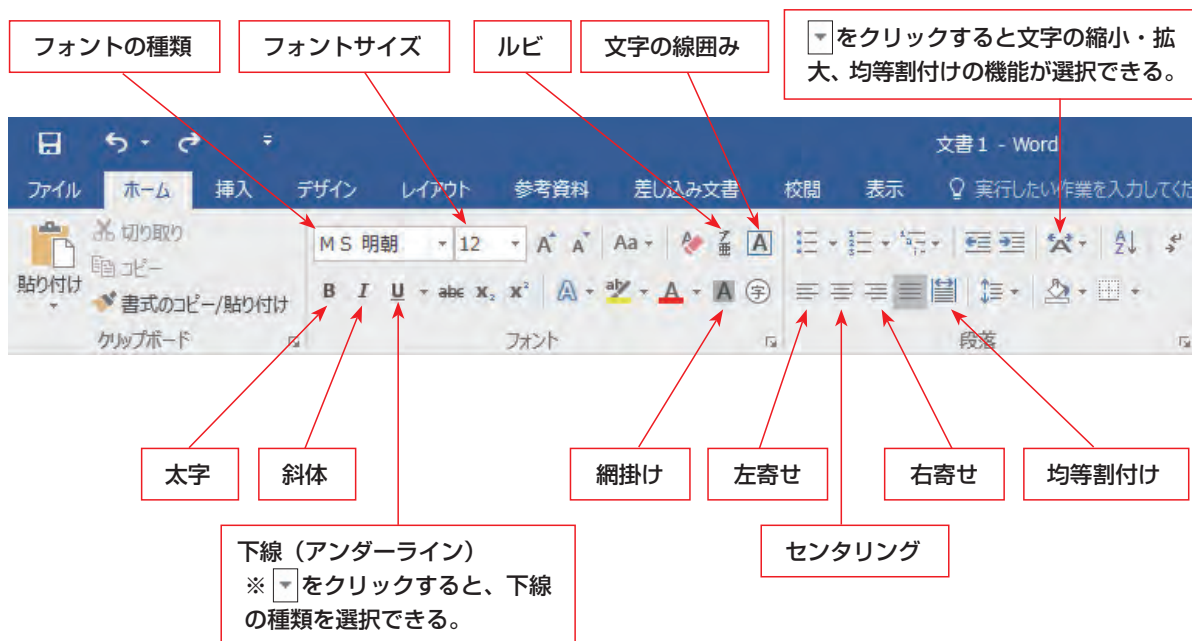 フォントの種類
フォントサイズ
ルビ
文字の線囲み
をクリックすると文字の縮小・拡
大、均等割付けの機能が選択できる。
文書1 - Word
ファイル ホーム 挿入 デザイン レイアウト 参考資料 差し込み文書 校閲 表示 実行したい作業を入力してくだ
切り取り
コピー
書式のコピー/貼り付け
貼り付け
クリップボード
MS 明朝 12 A A Aa ア亜 A
B I U abc X₂ X² A aby A A 字
フォント
A A Z
段落
太字
斜体
下線（アンダーライン）
※ をクリックすると、下線
の種類を選択できる。
網掛け
左寄せ
センタリング
右寄せ
均等割付け